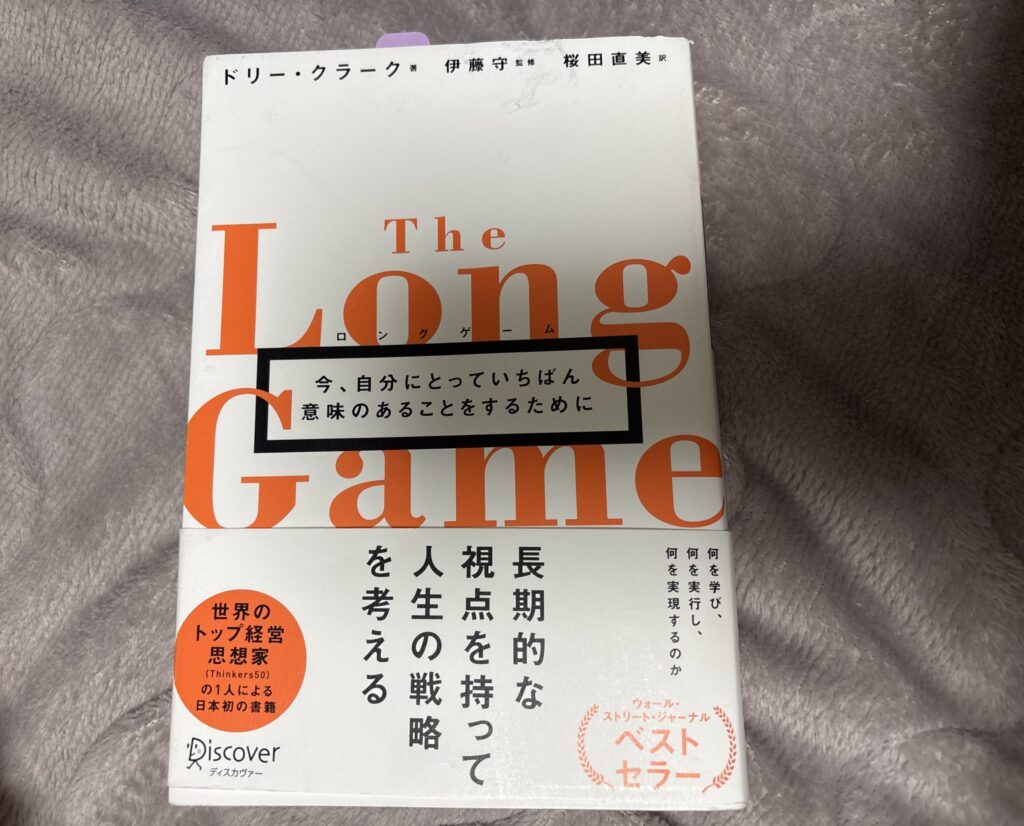 ドリー・クラーク 著 伊藤守 監修 桜田直美 訳
The
Long
ロングゲーム
今、自分にとっていちばん
意味のあることをするために
Game
何を学び、
何を実行し、
何を実現するのか
長期的な
視点を持って
人生の戦略
を考える
世界の
トップ経営
思想家
(Thinkers50)
の1人による
日本初の書籍
Discover
ディスカヴァー
ウォール・
ストリート・ジャーナル
ベスト
セラー